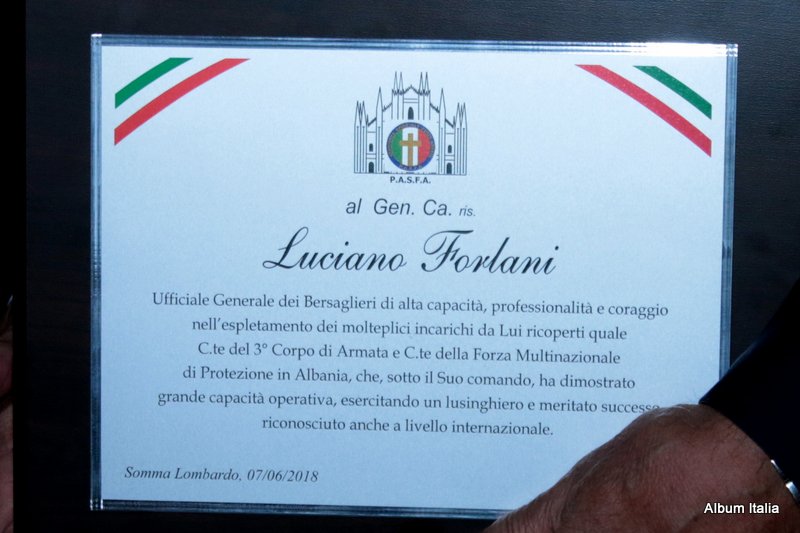 P.A.S.F.A.
al Gen. Ca. ris.
Luciano Forlani
Ufficiale Generale dei Bersaglieri di alta capacità, professionalità e coraggio
nell'espletamento dei molteplici incarichi da Lui ricoperti quale
C.te del 3° Corpo di Armata e C.te della Forza Multinazionale
di Protezione in Albania, che, sotto il Suo comando, ha dimostrato
grande capacità operativa, esercitando un lusinghiero e meritato successo
riconosciuto anche a livello internazionale.
Somma Lombardo, 07/06/2018
Album Italia